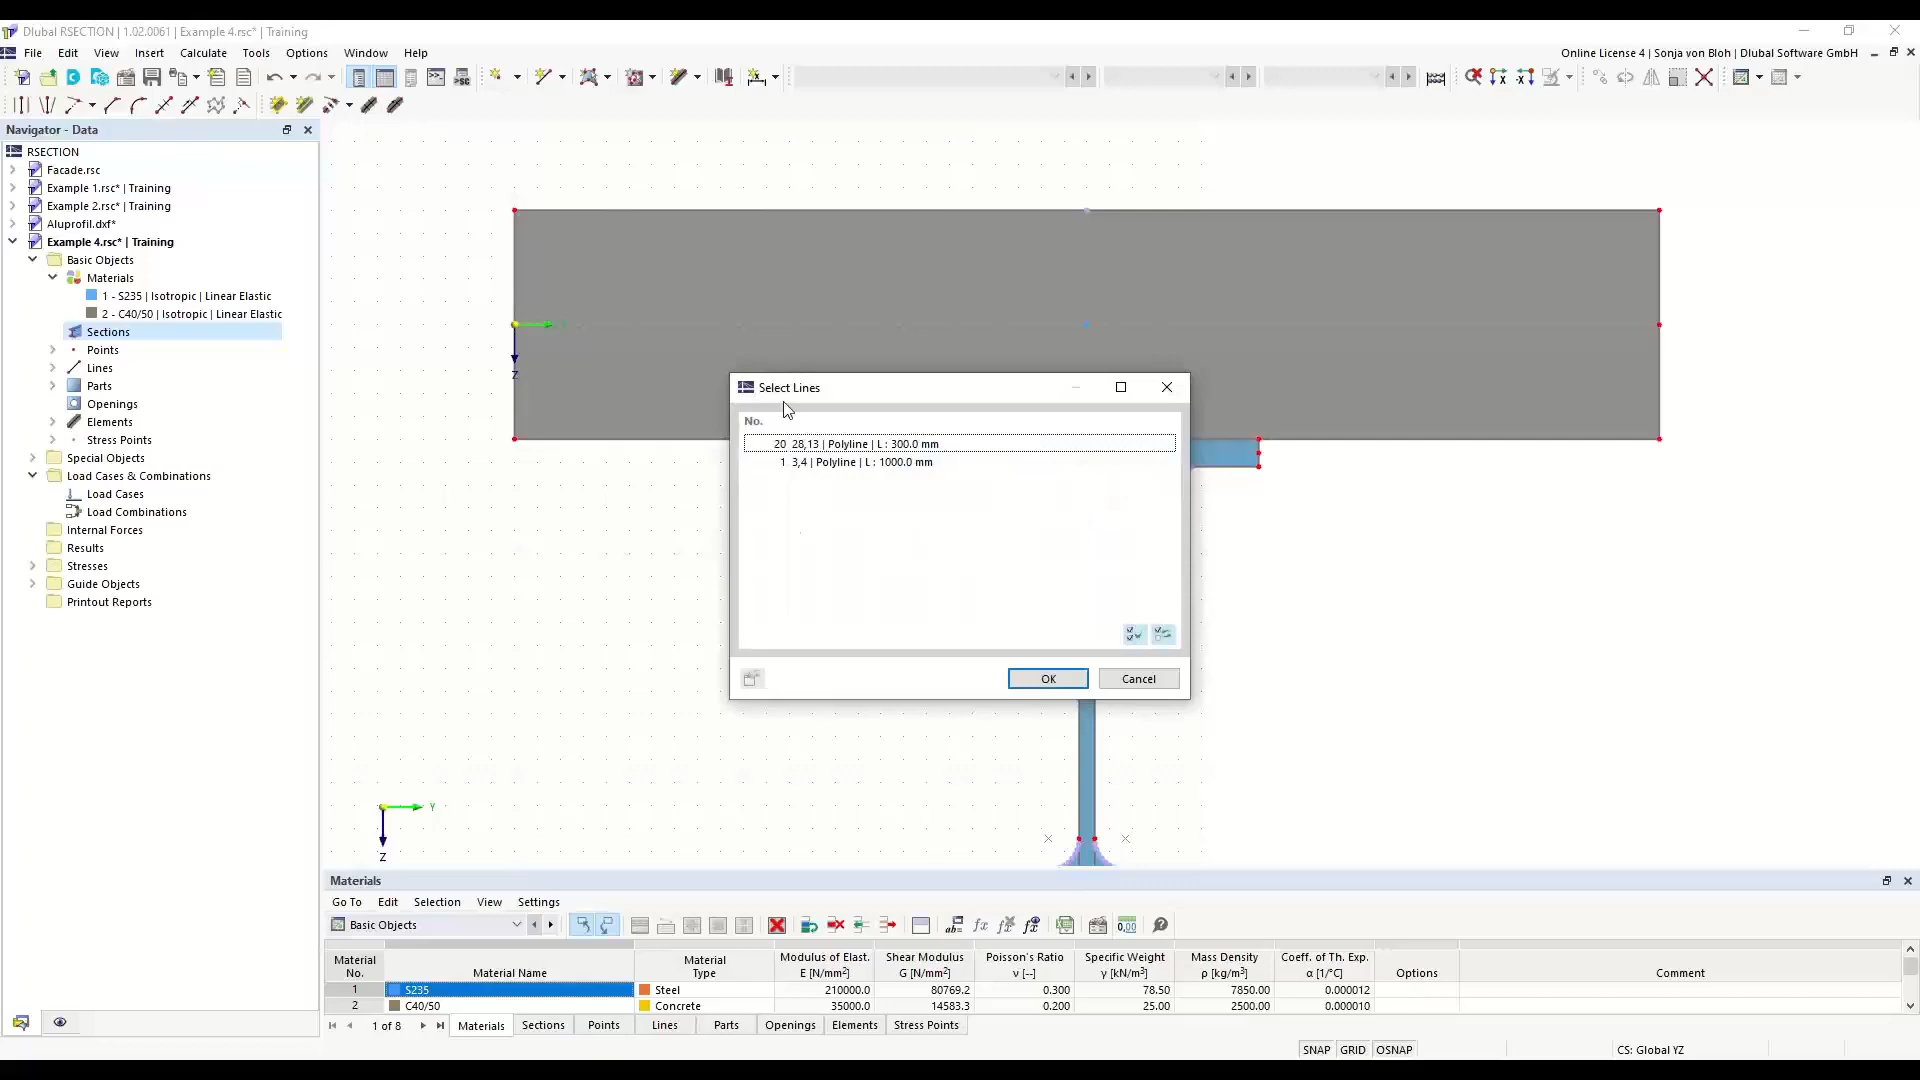 Dlubal RSECTION | 1.02.0061 | Example 4.rsc* | Training
File Edit View Insert Calculate Tools Options Window Help
Online License 4 | Sonja von Bloh | Dlubal Software GmbH
Navigator - Data
RSECTION
Facade.rsc
Example 1.rsc* | Training
Example 2.rsc* | Training
Aluprofil.dxf*
Example 4.rsc* | Training
Basic Objects
Materials
1 - S235 | Isotropic | Linear Elastic
2 - C40/50 | Isotropic | Linear Elastic
Sections
Points
Lines
Parts
Openings
Elements
Stress Points
Special Objects
Load Cases & Combinations
Load Cases
Load Combinations
Internal Forces
Results
Stresses
Guide Objects
Printout Reports
Z
Select Lines
No.
20 28,13 | Polyline | L : 300.0 mm
1 3,4 | Polyline | L : 1000.0 mm
OK Cancel
Y
Z
Materials
Go To Edit Selection View Settings
Basic Objects
Material No. Material Name Material Type Modulus of Elast. E [N/mm²] Shear Modulus G [N/mm²] Poisson's Ratio ν [--] Specific Weight γ [kN/m³] Mass Density ρ [kg/m³] Coeff. of Th. Exp. α [1/°C] Options Comment
1 S235 Steel 210000.0 80769.2 0.300 78.50 7850.00 0.000012
2 C40/50 Concrete 35000.0 14583.3 0.200 25.00 2500.00 0.000010
1 of 8 Materials Sections Points Lines Parts Openings Elements Stress Points
SNAP GRID OSNAP CS: Global YZ